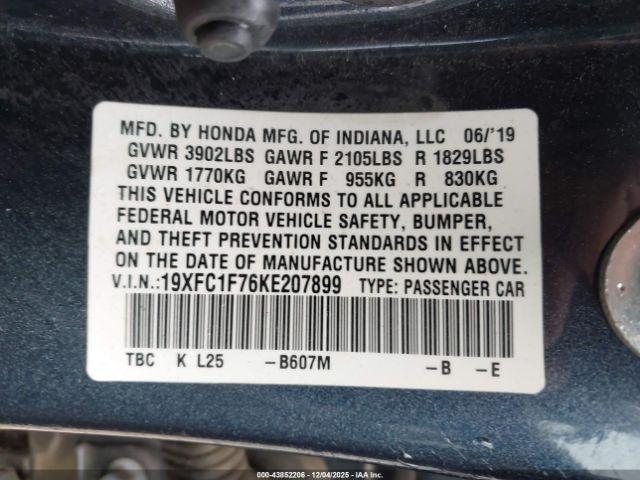 MFD. BY HONDA MFG. OF INDIANA, LLC 06/'19
GVWR 3902LBS GAWR F 2105LBS R 1829LBS
GVWR 1770KG GAWR F 955KG R 830KG
THIS VEHICLE CONFORMS TO ALL APPLICABLE
FEDERAL MOTOR VEHICLE SAFETY, BUMPER,
AND THEFT PREVENTION STANDARDS IN EFFECT
ON THE DATE OF MANUFACTURE SHOWN ABOVE.
V.I.N.:19XFC1F76KE207899 TYPE: PASSENGER CAR
TBC K L25 -B607M -B -E
000-43852206 - 12/04/2025 - IAAI.COM